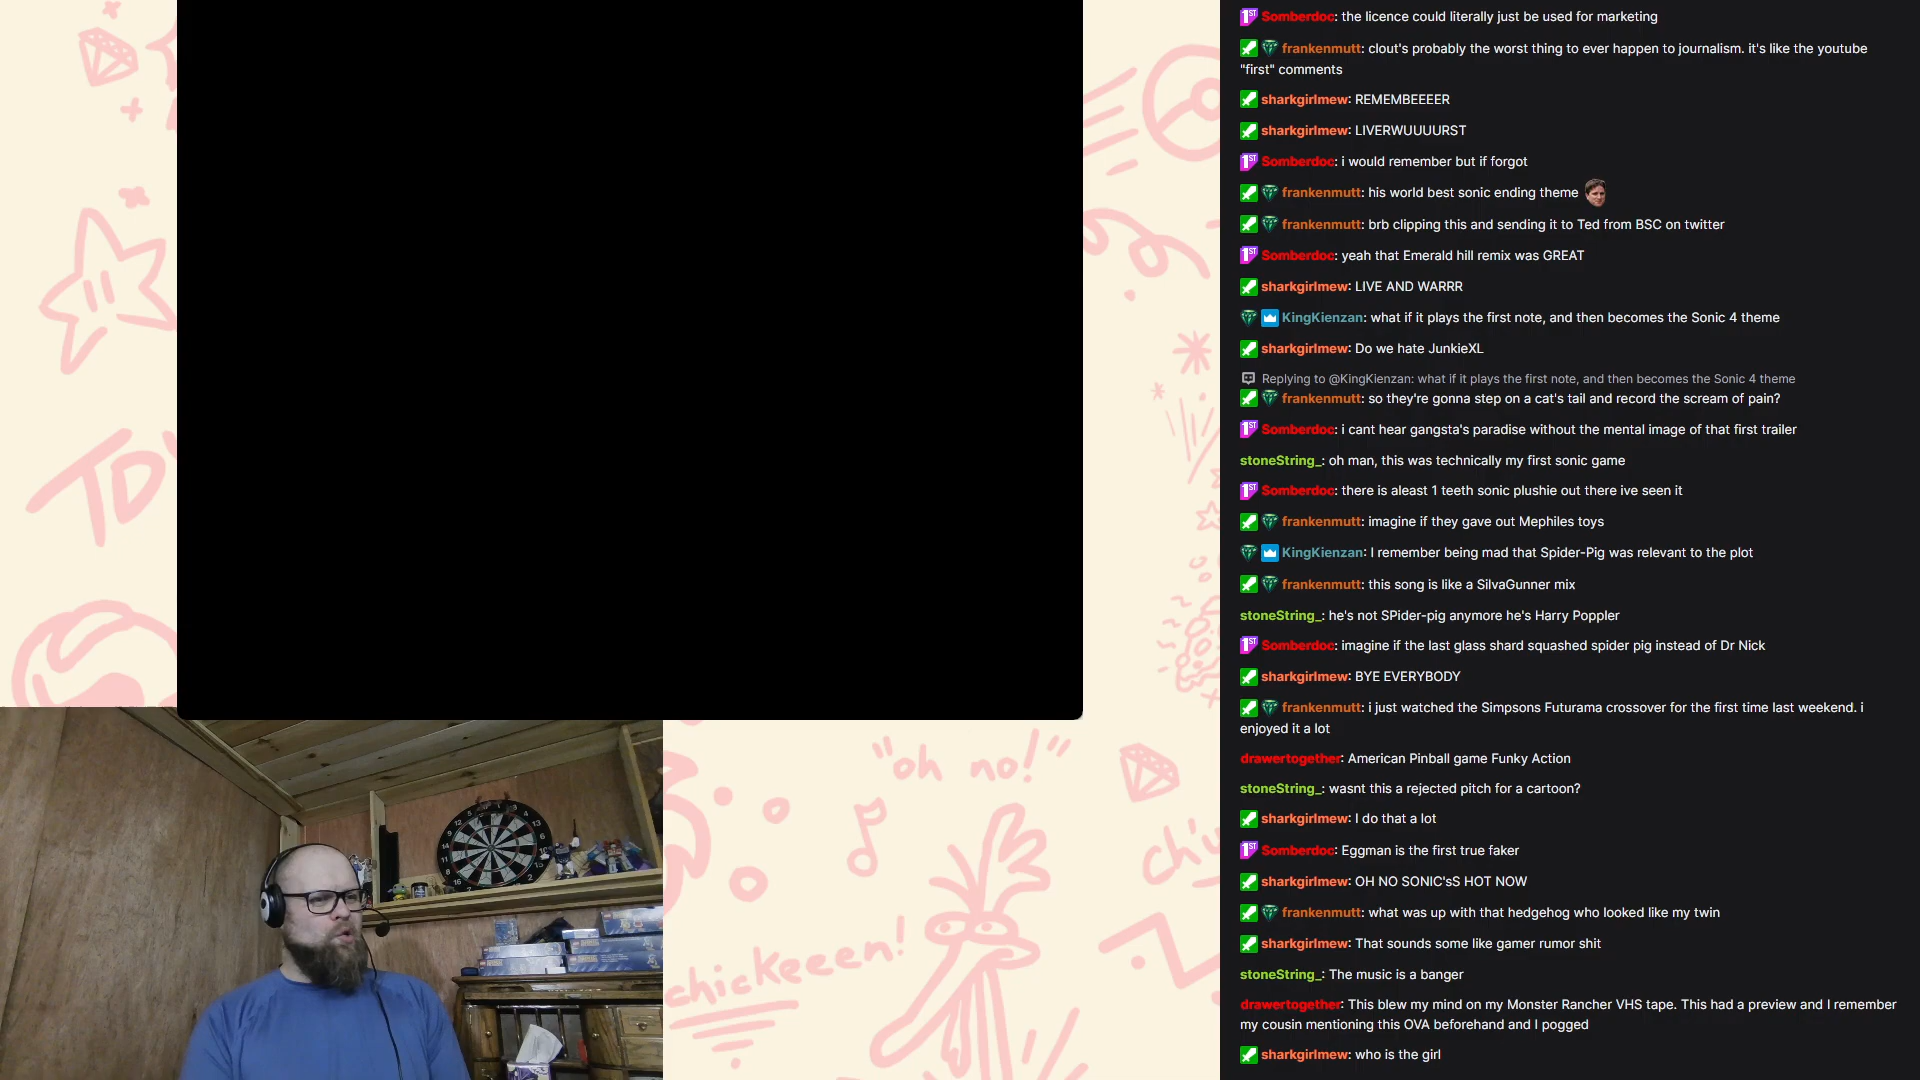 Somberdoc: the licence could literally just be used for marketing
frankenmutt: clout's probably the worst thing to ever happen to journalism. it's like the youtube
"first" comments
sharkgirlmew: REMEMBEEEER
sharkgirlmew: LIVERWUUUURST
Somberdoc: i would remember but if forgot
frankenmutt: his world best sonic ending theme
frankenmutt: brb clipping this and sending it to Ted from BSC on twitter
Somberdoc: yeah that Emerald hill remix was GREAT
sharkgirlmew: LIVE AND WARRR
KingKienzan: what if it plays the first note, and then becomes the Sonic 4 theme
sharkgirlmew: Do we hate JunkieXL
Replying to @KingKienzan: what if it plays the first note, and then becomes the Sonic 4 theme
frankenmutt: so they're gonna step on a cat's tail and record the scream of pain?
Somberdoc: i cant hear gangsta's paradise without the mental image of that first trailer
stoneString_: oh man, this was technically my first sonic game
Somberdoc: there is aleast 1 teeth sonic plushie out there ive seen it
frankenmutt: imagine if they gave out Mephiles toys
KingKienzan: I remember being mad that Spider-Pig was relevant to the plot
frankenmutt: this song is like a SilvaGunner mix
stoneString_: he's not SPider-pig anymore he's Harry Poppler
Somberdoc: imagine if the last glass shard squashed spider pig instead of Dr Nick
sharkgirlmew: BYE EVERYBODY
frankenmutt: i just watched the Simpsons Futurama crossover for the first time last weekend. i
enjoyed it a lot
drawertogether: American Pinball game Funky Action
stoneString_: wasnt this a rejected pitch for a cartoon?
sharkgirlmew: I do that a lot
Somberdoc: Eggman is the first true faker
sharkgirlmew: OH NO SONIC'sS HOT NOW
frankenmutt: what was up with that hedgehog who looked like my twin
sharkgirlmew: That sounds some like gamer rumor shit
stoneString_: The music is a banger
drawertogether: This blew my mind on my Monster Rancher VHS tape. This had a preview and I remember
my cousin mentioning this OVA beforehand and I pogged
sharkgirlmew: who is the girl
"oh no!"
chickeeen!